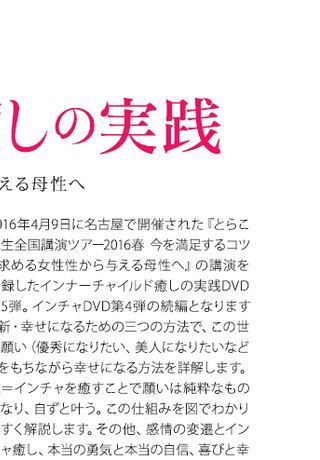 しの実践
える母性へ
016年4月9日に名古屋で開催された『とらこ
生全国講演ツアー2016春 今を満足するコツ
求める女性性から与える母性へ』の講演を
録したインナーチャイルド癒しの実践DVD
5弾。インチャDVD第4弾の続編となります
新・幸せになるための三つの方法で、この世
願い（優秀になりたい、美人になりたいなど
をもちながら幸せになる方法を詳解します。
＝インチャを癒すことで願いは純粋なもの
なり、自ずと叶う。この仕組みを図でわかり
すく解説します。その他、感情の変遷とイン
ャ癒し、本当の勇気と本当の自信、喜びと幸